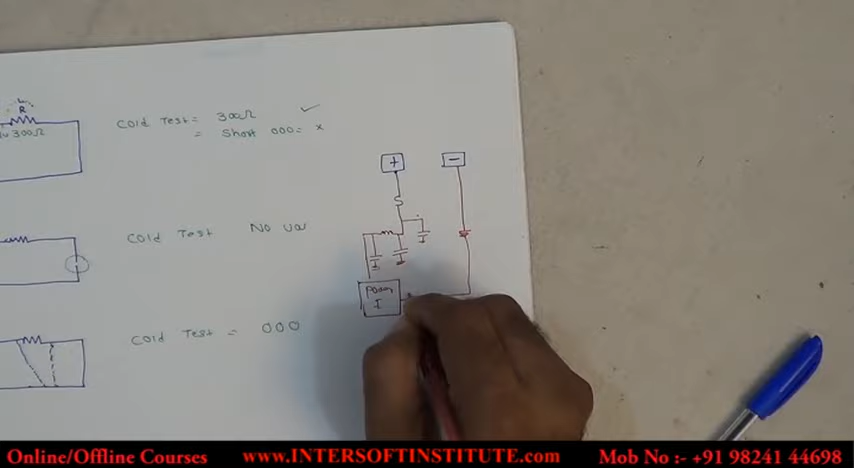 R
300Ω
Cold Test = 300Ω ✓
= Short 000= ×
+ −
Cold Test No Val
Power
I
Cold Test = 000
Online/Offline Courses www.INTERSOFTINSTITUTE.com Mob No :- +91 98241 44698